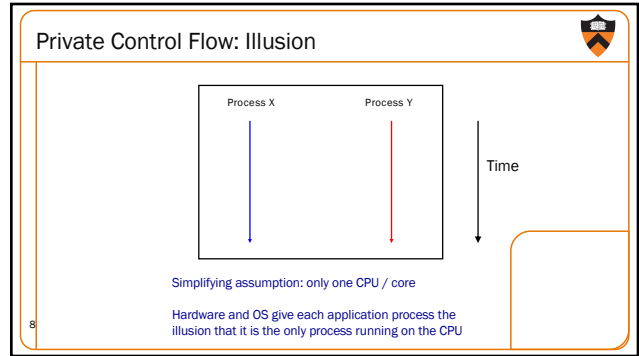 Private Control Flow: Illusion
Process X
Process Y
Time
Simplifying assumption: only one CPU / core
Hardware and OS give each application process the
illusion that it is the only process running on the CPU
8